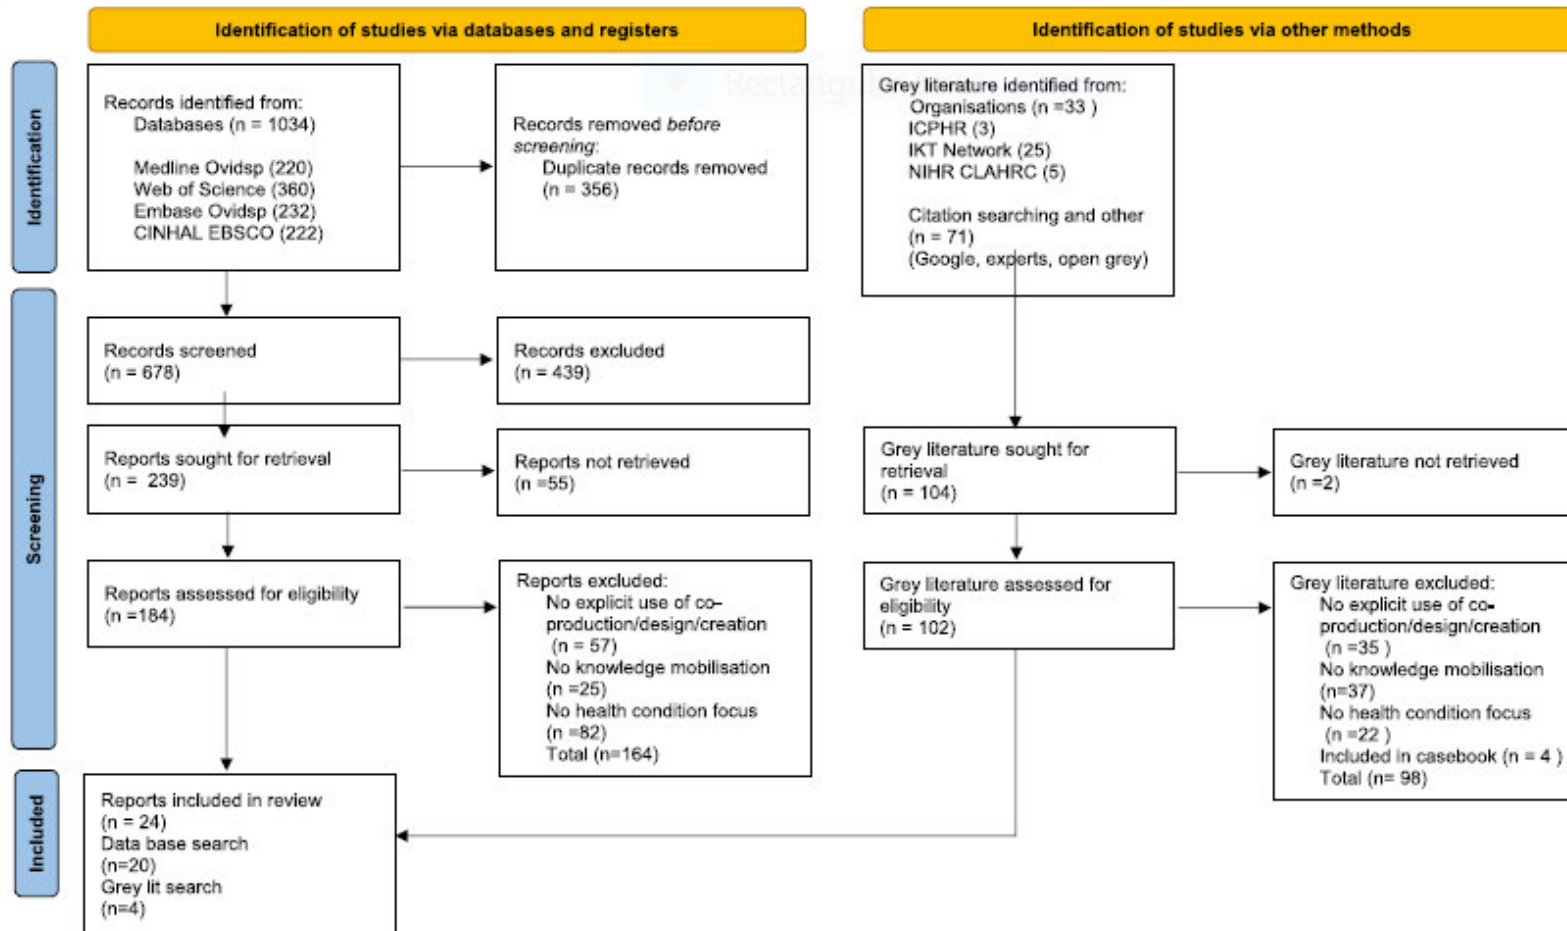 Identification of studies via databases and registers
Identification of studies via other methods
Identification
Records identified from:
Databases (n = 1034)
Medline Ovidsp (220)
Web of Science (360)
Embase Ovidsp (232)
CINHAL EBSCO (222)
Records removed before
screening:
Duplicate records removed
(n = 356)
Grey literature identified from:
Organisations (n =33 )
ICPHR (3)
IKT Network (25)
NIHR CLAHRC (5)
Citation searching and other
(n = 71)
(Google, experts, open grey)
Screening
Records screened
(n = 678)
Records excluded
(n = 439)
Reports sought for retrieval
(n = 239)
Reports not retrieved
(n =55)
Grey literature sought for
retrieval
(n = 104)
Grey literature not retrieved
(n =2)
Reports assessed for eligibility
(n =184)
Reports excluded:
No explicit use of co-
production/design/creation
(n = 57)
No knowledge mobilisation
(n =25)
No health condition focus
(n =82)
Total (n=164)
Grey literature assessed for
eligibility
(n = 102)
Grey literature excluded:
No explicit use of co-
production/design/creation
(n =35 )
No knowledge mobilisation
(n=37)
No health condition focus
(n =22 )
Included in casebook (n = 4 )
Total (n= 98)
Included
Reports included in review
(n = 24)
Data base search
(n=20)
Grey lit search
(n=4)